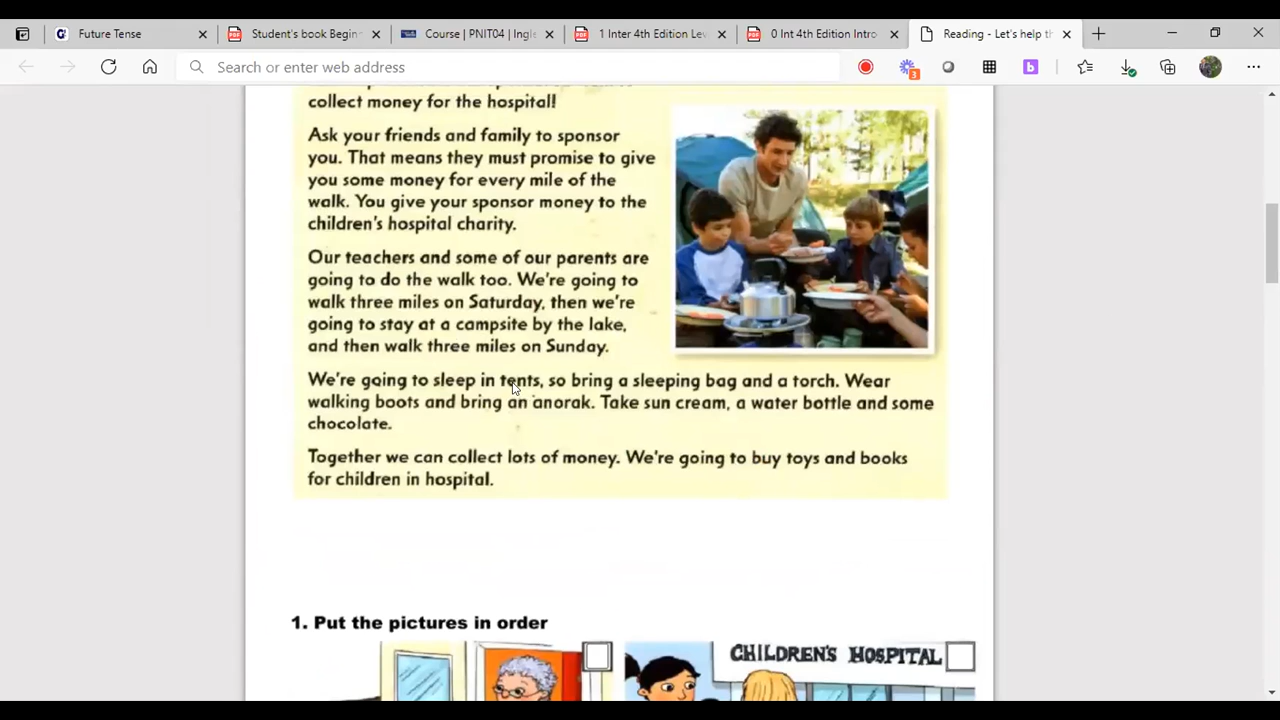 Future Tense
Student's book Begin
Course | PNIT04 | Ingle
1 Inter 4th Edition Lev
0 Int 4th Edition Intro
Reading - Let's help th
Search or enter web address
3
b
collect money for the hospital!
Ask your friends and family to sponsor
you. That means they must promise to give
you some money for every mile of the
walk. You give your sponsor money to the
children's hospital charity.
Our teachers and some of our parents are
going to do the walk too. We're going to
walk three miles on Saturday, then we're
going to stay at a campsite by the lake,
and then walk three miles on Sunday.
We're going to sleep in tents, so bring a sleeping bag and a torch. Wear
walking boots and bring an anorak. Take sun cream, a water bottle and some
chocolate.
Together we can collect lots of money. We're going to buy toys and books
for children in hospital.
1. Put the pictures in order
CHILDREN'S HOSPITAL